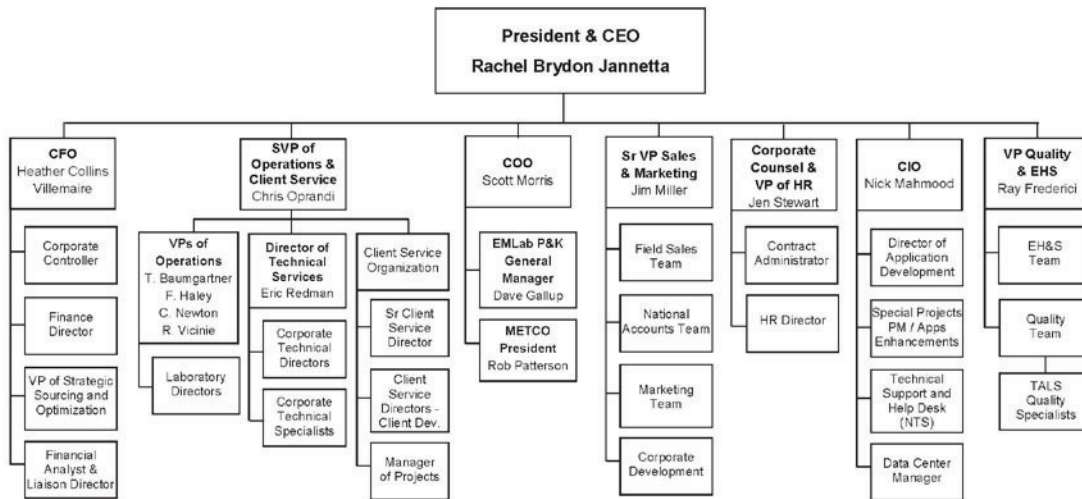 President & CEO
Rachel Brydon Jannetta
CFO
Heather Collins
Villemaire
Corporate
Controller
Finance
Director
VP of Strategic
Sourcing and
Optimization
Financial
Analyst &
Liaison Director
SVP of
Operations &
Client Service
Chris Oprandi
VPs of
Operations
T. Baumgartner
F. Haley
C. Newton
R. Vicinie
Laboratory
Directors
Director of
Technical
Services
Eric Redman
Corporate
Technical
Directors
Corporate
Technical
Specialists
Client Service
Organization
Sr Client
Service
Director
Client
Service
Directors -
Client Dev.
Manager
of Projects
COO
Scott Morris
EMLab P&K
General
Manager
Dave Gallup
METCO
President
Rob Patterson
Sr VP Sales
& Marketing
Jim Miller
Field Sales
Team
National
Accounts Team
Marketing
Team
Corporate
Development
Corporate
Counsel &
VP of HR
Jen Stewart
Contract
Administrator
HR Director
CIO
Nick Mahmood
Director of
Application
Development
Special Projects
PM / Apps
Enhancements
Technical
Support and
Help Desk
(NTS)
Data Center
Manager
VP Quality
& EHS
Ray Frederici
EH&S
Team
Quality
Team
TALS
Quality
Specialists